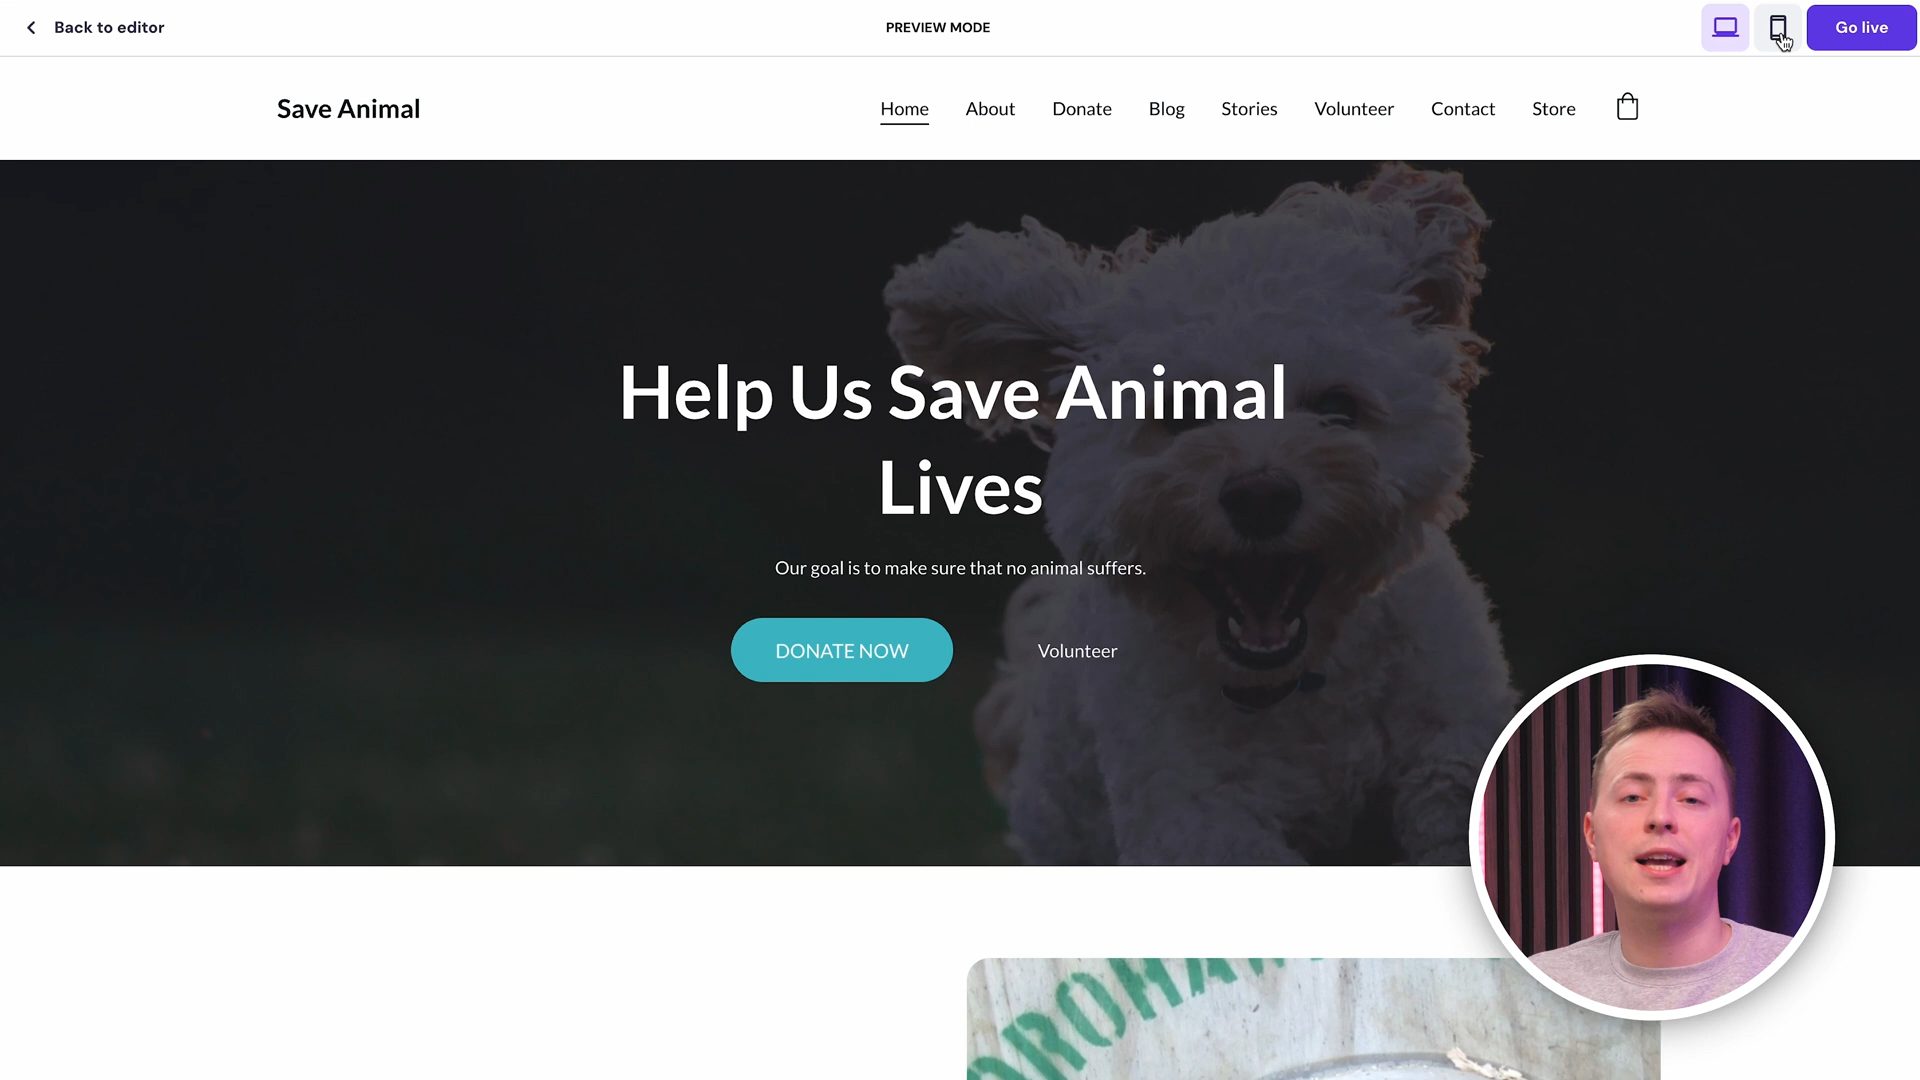 Back to editor
PREVIEW MODE
Go live
Save Animal
Home About Donate Blog Stories Volunteer Contact Store
Help Us Save Animal
Lives
Our goal is to make sure that no animal suffers.
DONATE NOW
Volunteer